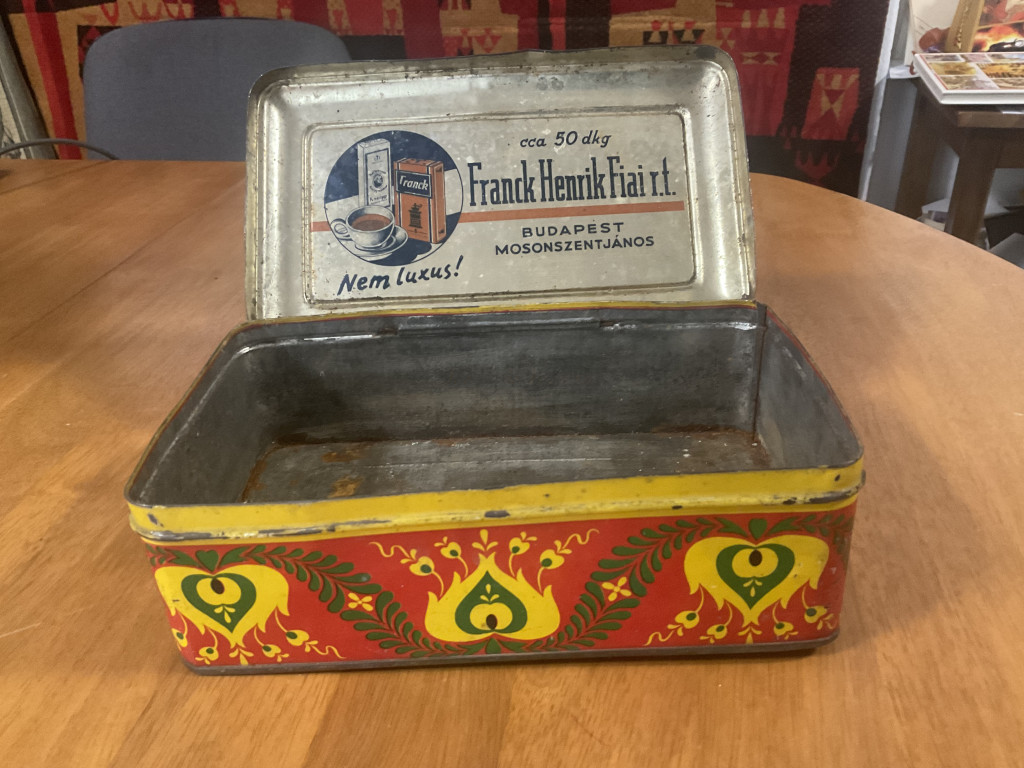 cca 50 dkg
Franck
Franck Henrik Fiai r.t.
BUDAPEST
MOSONSZENTJÁNOS
Nem luxus!